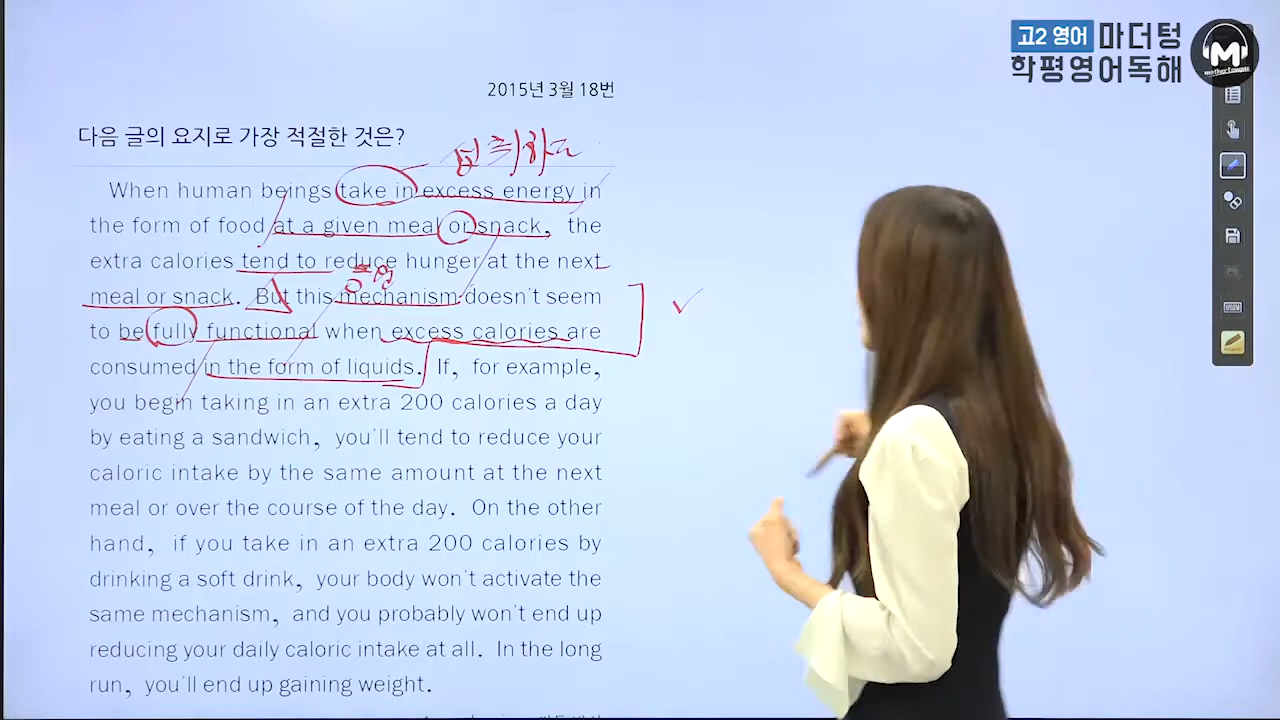 고2 영어 마더텅
학평영어독해
M
mother tongue
2015년 3월 18번
다음 글의 요지로 가장 적절한 것은?
섭취하고
When human beings take in excess energy in
the form of food at a given meal or snack, the
extra calories tend to reduce hunger at the next
meal or snack. But this mechanism doesn't seem
to be fully functional when excess calories are
consumed in the form of liquids. If, for example,
you begin taking in an extra 200 calories a day
by eating a sandwich, you'll tend to reduce your
caloric intake by the same amount at the next
meal or over the course of the day. On the other
hand, if you take in an extra 200 calories by
drinking a soft drink, your body won't activate the
same mechanism, and you probably won't end up
reducing your daily caloric intake at all. In the long
run, you'll end up gaining weight.